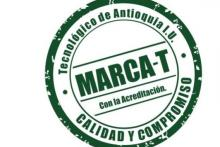 Tecnológico de Antioquia I.U.
MARCA-T
Con la Acreditación.
CALIDAD Y COMPROMISO